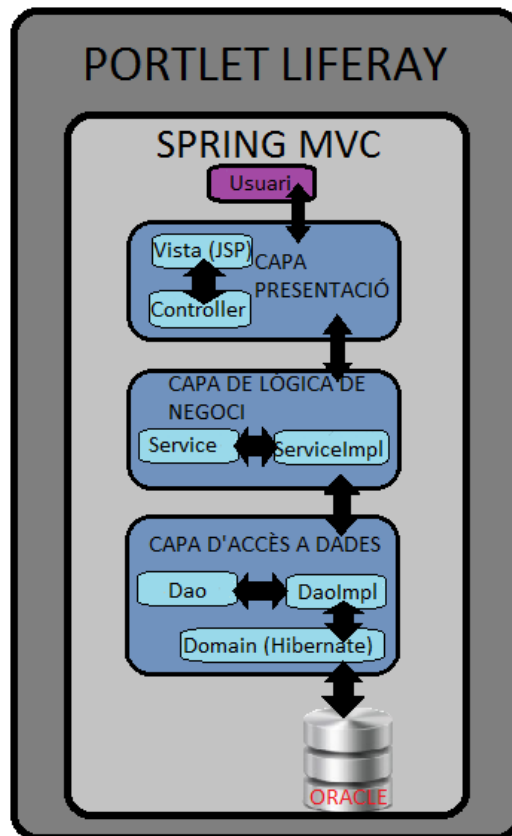 PORTLET LIFERAY
SPRING MVC
Usuari
Vista (JSP)
CAPA
PRESENTACIÓ
Controller
CAPA DE LÒGICA DE
NEGOCI
Service
ServiceImpl
CAPA D'ACCÈS A DADES
Dao
DaoImpl
Domain (Hibernate)
ORACLE